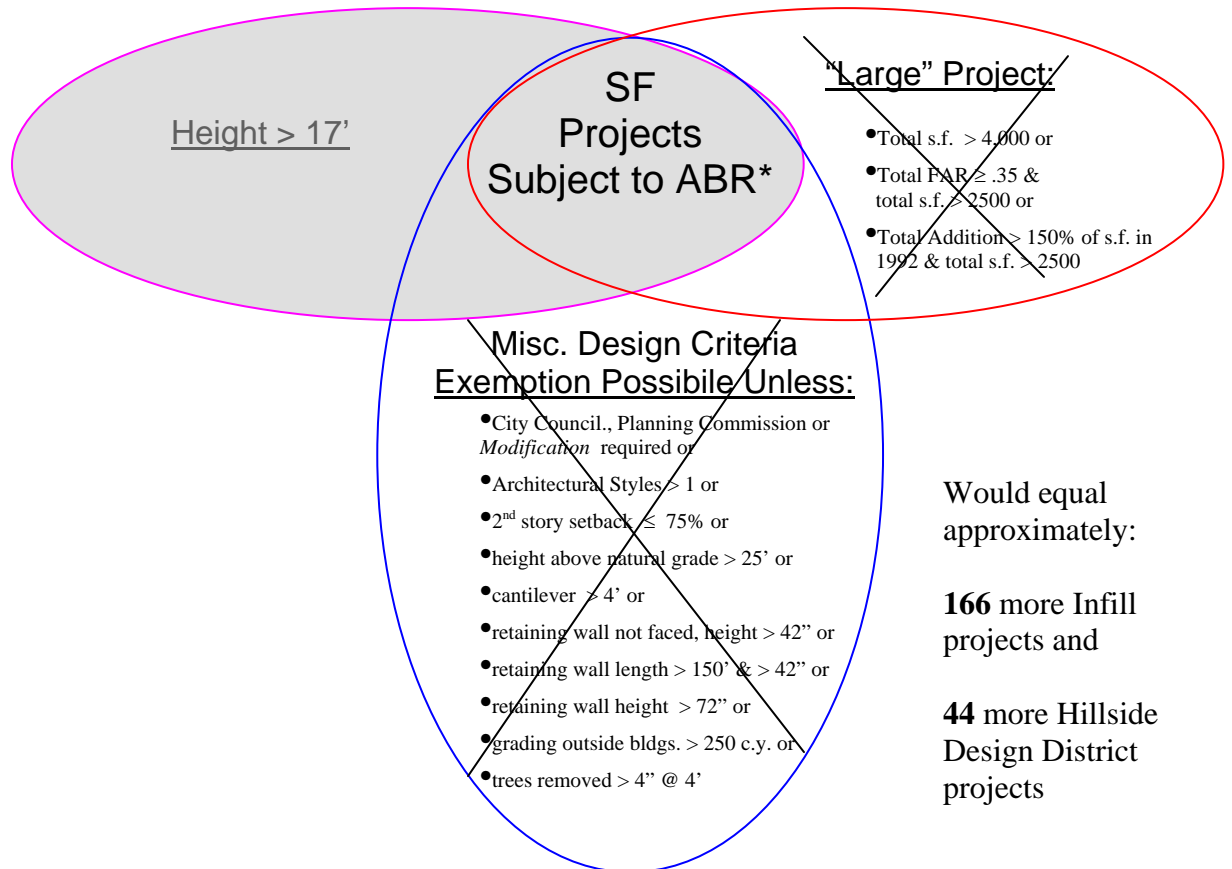 Height > 17'
SF
Projects
Subject to ABR*
“Large” Project:
•Total s.f. > 4,000 or
•Total FAR ≥ .35 &
total s.f. > 2500 or
•Total Addition > 150% of s.f. in
1992 & total s.f. > 2500
Misc. Design Criteria
Exemption Possibile Unless:
•City Council., Planning Commission or
Modification required or
•Architectural Styles > 1 or
•2nd story setback ≤ 75% or
•height above natural grade > 25’ or
•cantilever > 4’ or
•retaining wall not faced, height > 42” or
•retaining wall length > 150’ & > 42” or
•retaining wall height > 72” or
•grading outside bldgs. > 250 c.y. or
•trees removed > 4” @ 4’
Would equal
approximately:
166 more Infill
projects and
44 more Hillside
Design District
projects